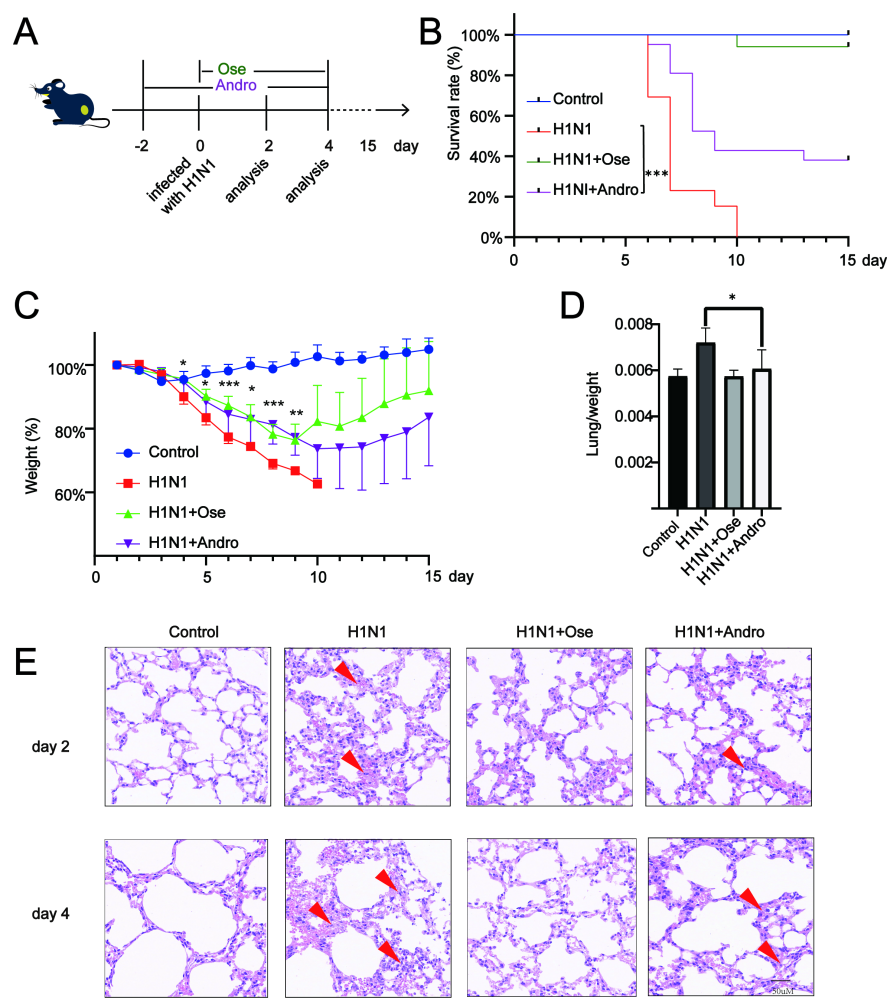 A
Ose
Andro
-2 0 2 4 15 day
infected
with H1N1
analysis
analysis
B
Survival rate (%)
100%
80%
60%
40%
20%
0%
Control
H1N1
H1N1+Ose
H1NI+Andro
***
0 5 10 15 day
C
Weight (%)
100%
80%
60%
* * *** * *** **
Control
H1N1
H1N1+Ose
H1N1+Andro
0 5 10 15 day
D
Lung/weight
0.008
0.006
0.004
0.002
*
Control
H1N1
H1N1+Ose
H1N1+Andro
E
Control H1N1 H1N1+Ose H1N1+Andro
day 2
day 4
50uM